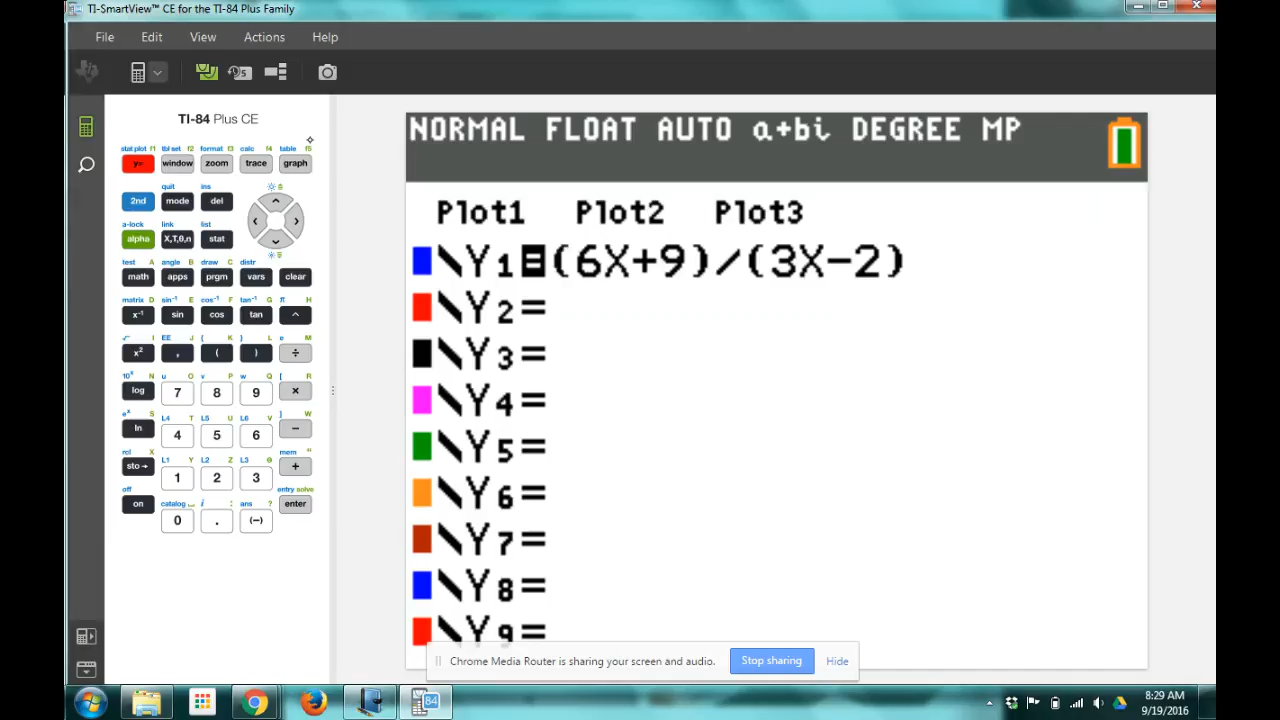 TI-SmartView™ CE for the TI-84 Plus Family
File Edit View Actions Help
TI-84 Plus CE
stat plot f1 tbl set f2 format f3 calc f4 table f5
y= window zoom trace graph
quit ins
2nd mode del
a-lock link list
alpha X,T,θ,n stat
test A angle B draw C distr
math apps prgm vars clear
matrix D sin⁻¹ E cos⁻¹ F tan⁻¹ G π H
x⁻¹ sin cos tan ^
√ I EE J { K } L e M
x² , ( ) ÷
10ˣ N u O v P w Q [ R
log 7 8 9 ×
eˣ S L4 T L5 U L6 V ] W
ln 4 5 6 −
rcl X L1 Y L2 Z L3 θ mem "
sto→ 1 2 3 +
off catalog i : ans ? entry solve
on 0 . (−) enter
NORMAL FLOAT AUTO a+bi DEGREE MP
Plot1 Plot2 Plot3
\Y1=(6X+9)/(3X-2)
\Y2=
\Y3=
\Y4=
\Y5=
\Y6=
\Y7=
\Y8=
\Y9=
Chrome Media Router is sharing your screen and audio. Stop sharing Hide
84
8:29 AM
9/19/2016